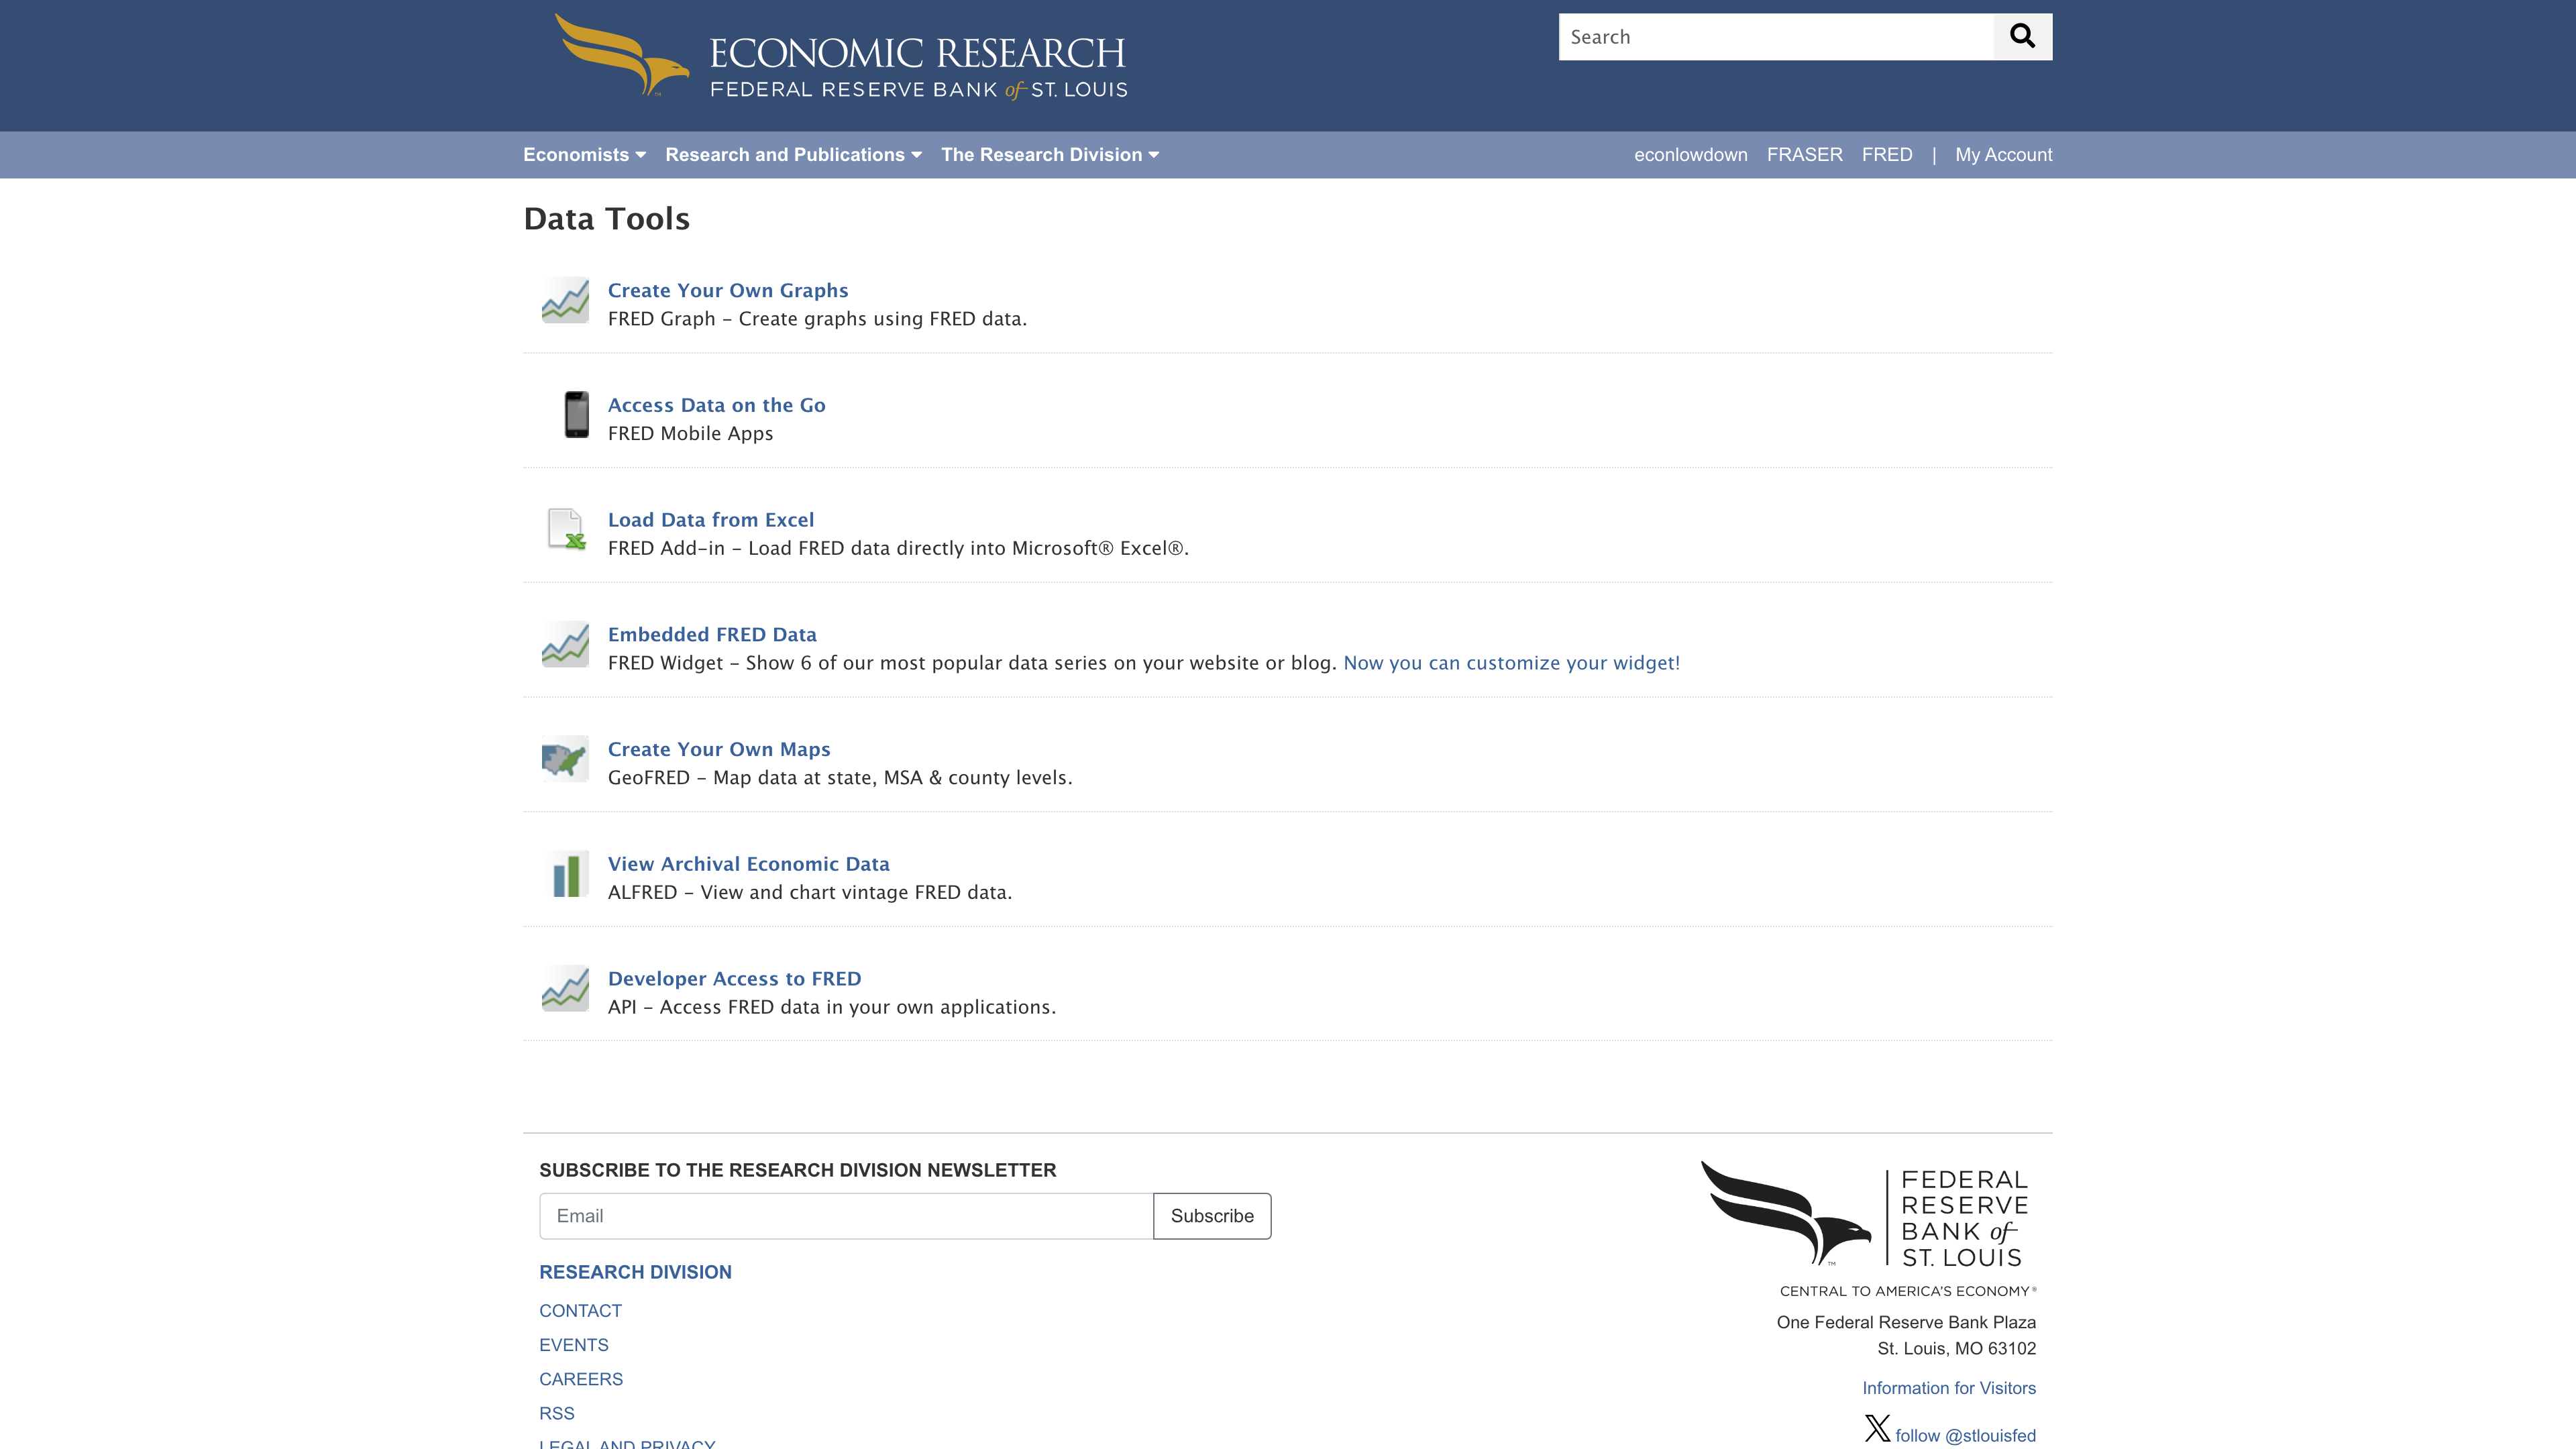 ECONOMIC RESEARCH
FEDERAL RESERVE BANK of ST. LOUIS
Search
Economists Research and Publications The Research Division econlowdown FRASER FRED | My Account
Data Tools
Create Your Own Graphs
FRED Graph – Create graphs using FRED data.
Access Data on the Go
FRED Mobile Apps
Load Data from Excel
FRED Add-in – Load FRED data directly into Microsoft® Excel®.
Embedded FRED Data
FRED Widget – Show 6 of our most popular data series on your website or blog. Now you can customize your widget!
Create Your Own Maps
GeoFRED – Map data at state, MSA & county levels.
View Archival Economic Data
ALFRED – View and chart vintage FRED data.
Developer Access to FRED
API – Access FRED data in your own applications.
SUBSCRIBE TO THE RESEARCH DIVISION NEWSLETTER
Email Subscribe
RESEARCH DIVISION
CONTACT
EVENTS
CAREERS
RSS
LEGAL AND PRIVACY
FEDERAL
RESERVE
BANK of
ST. LOUIS
TM
CENTRAL TO AMERICA'S ECONOMY®
One Federal Reserve Bank Plaza
St. Louis, MO 63102
Information for Visitors
follow @stlouisfed